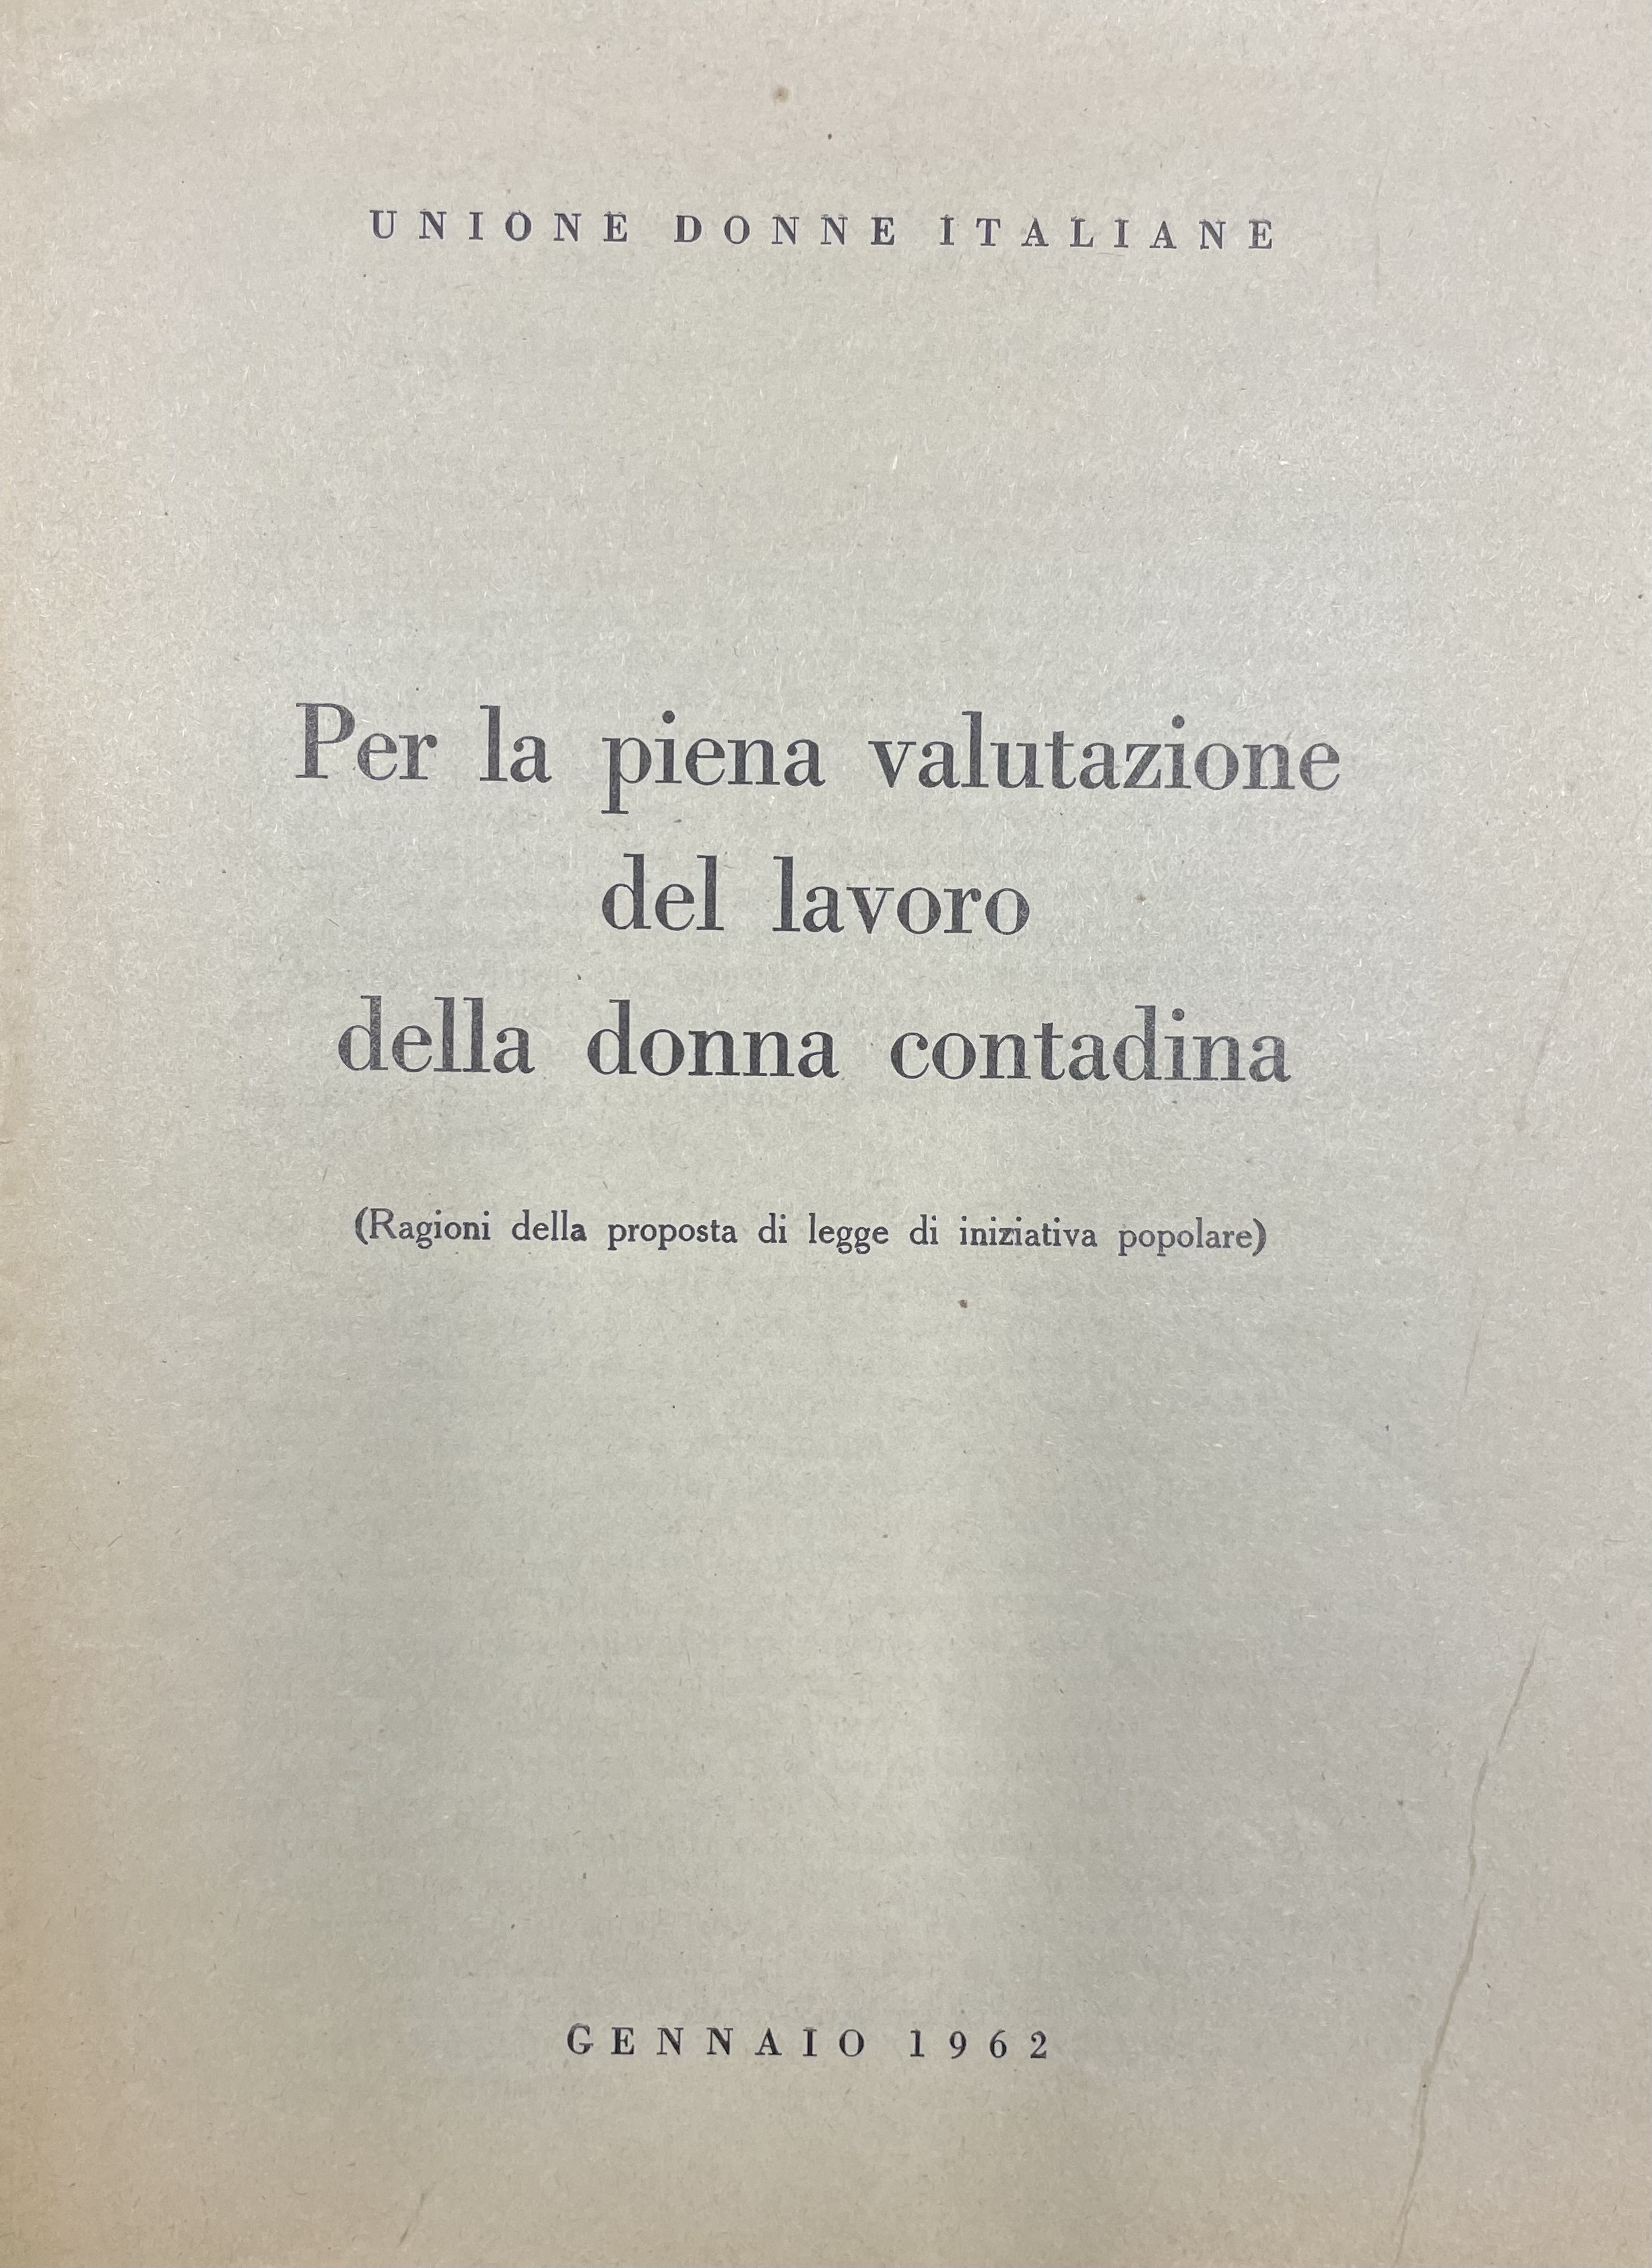 UNIONE DONNE ITALIANE
Per la piena valutazione
del lavoro
della donna contadina
(Ragioni della proposta di legge di iniziativa popolare)
GENNAIO 1962